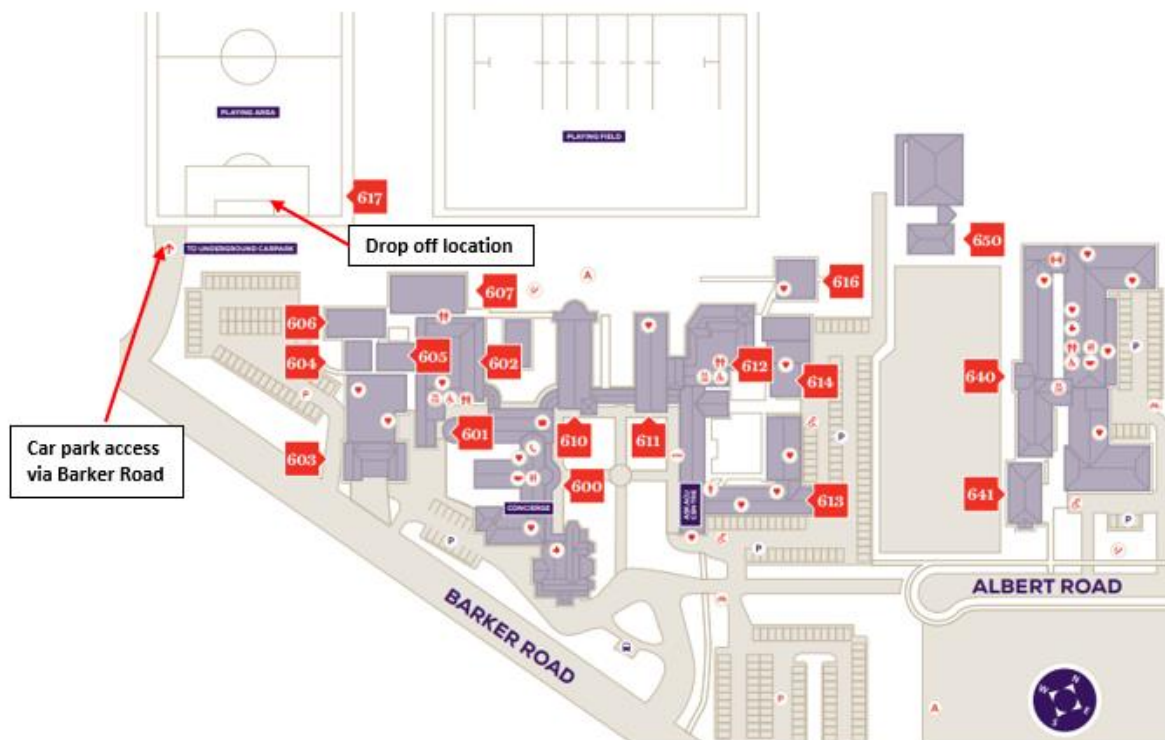 PLAYING AREA
PLAYING FIELD
617
Drop off location
TO UNDERGROUND CARPARK
650
616
607
606
605
602
604
612
614
640
Car park access
via Barker Road
603
601
610
611
600
641
613
P
CONCIERGE
P
P
P
P
P
P
A
A
BARKER ROAD
ALBERT ROAD
N
W
E
S